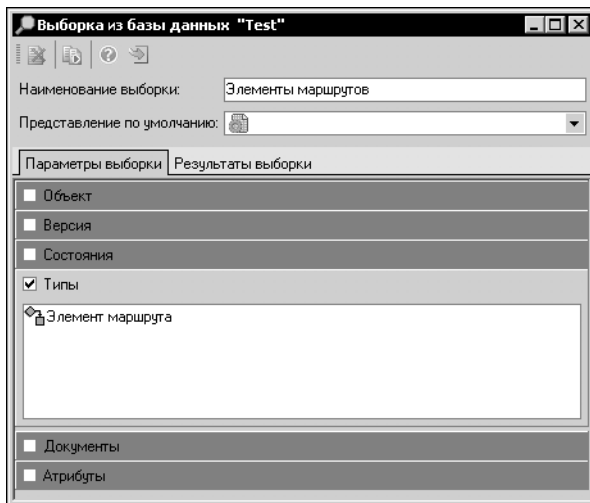 Выборка из базы данных "Test"
Наименование выборки: Элементы маршрутов
Представление по умолчанию:
Параметры выборки Результаты выборки
Объект
Версия
Состояния
Типы
Элемент маршрута
Документы
Атрибуты